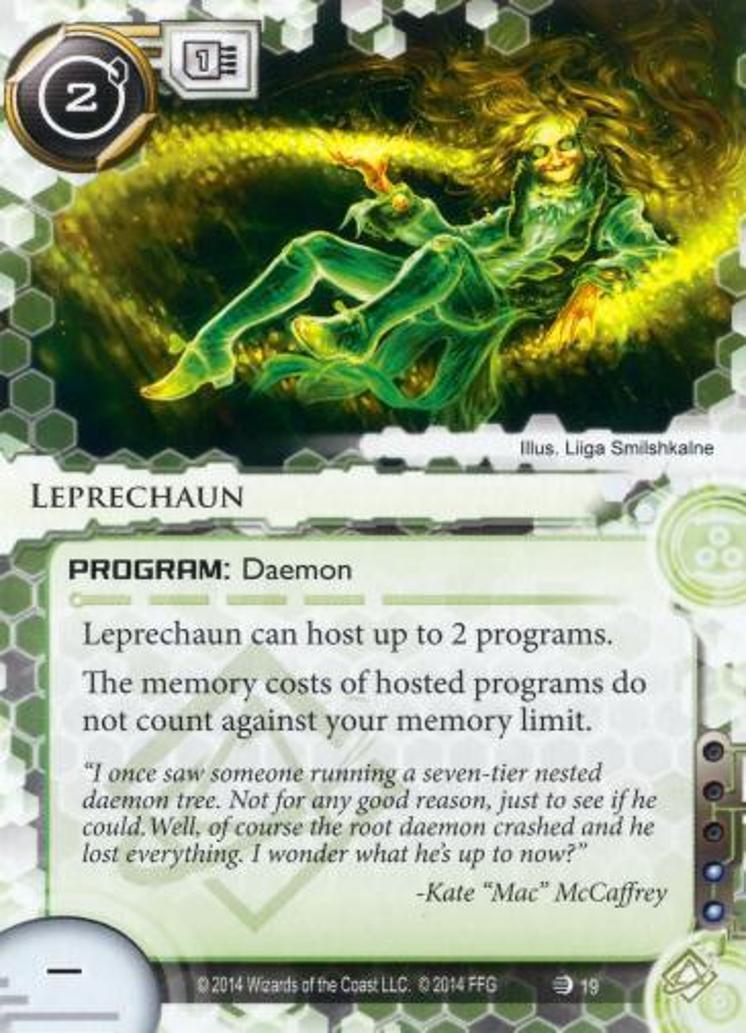 2
1
Illus. Liiga Smilshkalne
LEPRECHAUN
PROGRAM: Daemon
Leprechaun can host up to 2 programs.
The memory costs of hosted programs do
not count against your memory limit.
“I once saw someone running a seven-tier nested
daemon tree. Not for any good reason, just to see if he
could. Well, of course the root daemon crashed and he
lost everything. I wonder what he’s up to now?”
-Kate “Mac” McCaffrey
–
© 2014 Wizards of the Coast LLC. © 2014 FFG 19